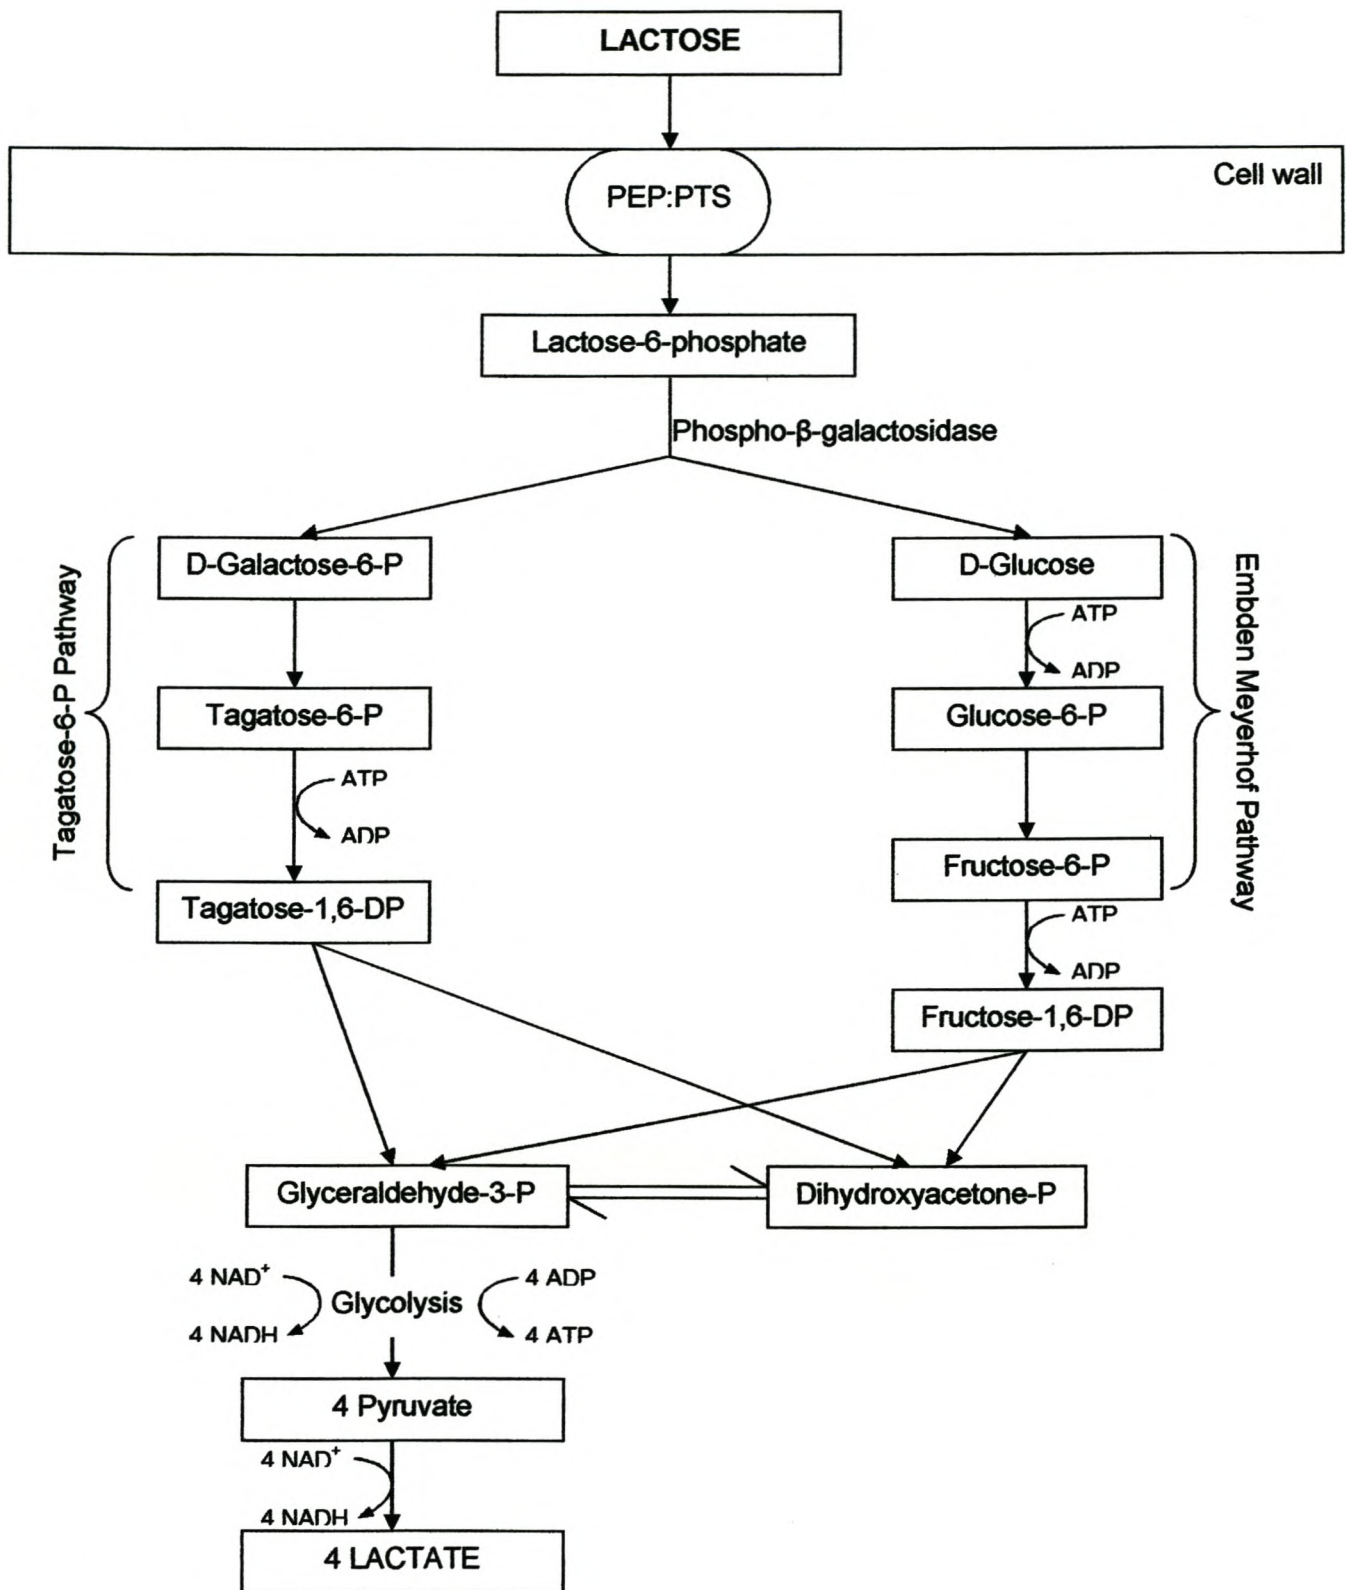 LACTOSE
Cell wall
PEP:PTS
Lactose-6-phosphate
Phospho-β-galactosidase
D-Galactose-6-P
D-Glucose
Tagatose-6-P Pathway
Embden Meyerhof Pathway
ATP
ADP
Tagatose-6-P
Glucose-6-P
ATP
ADP
Fructose-6-P
Tagatose-1,6-DP
ATP
ADP
Fructose-1,6-DP
Glyceraldehyde-3-P
Dihydroxyacetone-P
4 NAD⁺
4 ADP
Glycolysis
4 NADH
4 ATP
4 Pyruvate
4 NAD⁺
4 NADH
4 LACTATE